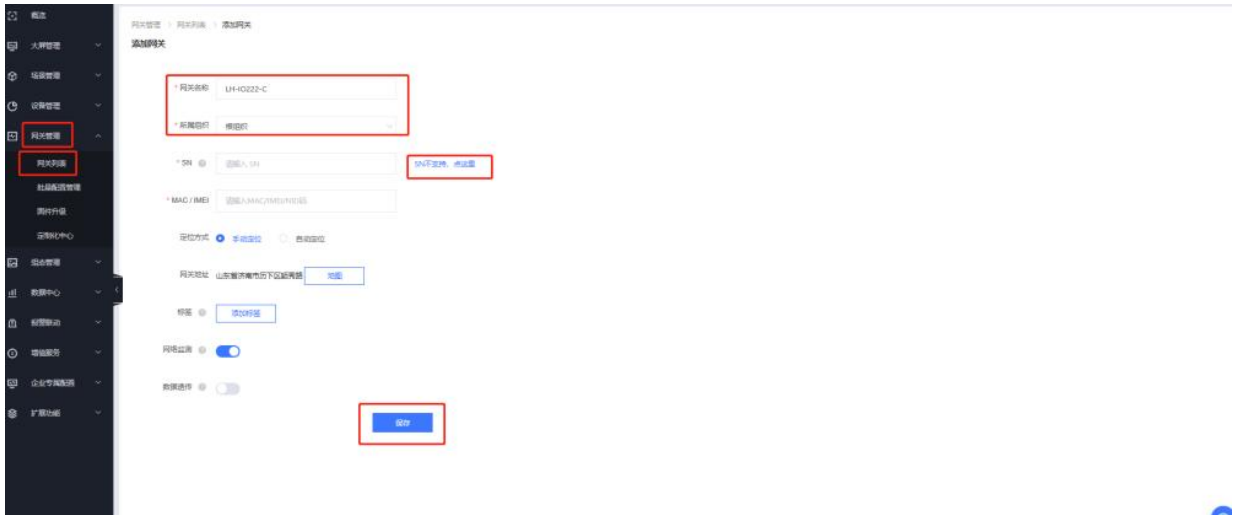 概览
大屏管理
场景管理
设备管理
网关管理
网关列表
批量配置管理
固件升级
定制化中心
组态管理
数据中心
报警联动
增值服务
企业专属配置
扩展功能
网关管理 > 网关列表 > 添加网关
添加网关
* 网关名称 LH-IO222-C
* 所属组织 根组织
* SN 请输入 SN SN不支持，点这里
* MAC / IMEI 请输入MAC/IMEI/NID码
定位方式 手动定位 自动定位
网关地址 山东省济南市历下区颖秀路 地图
标签 添加标签
网络监测
数据透传
保存